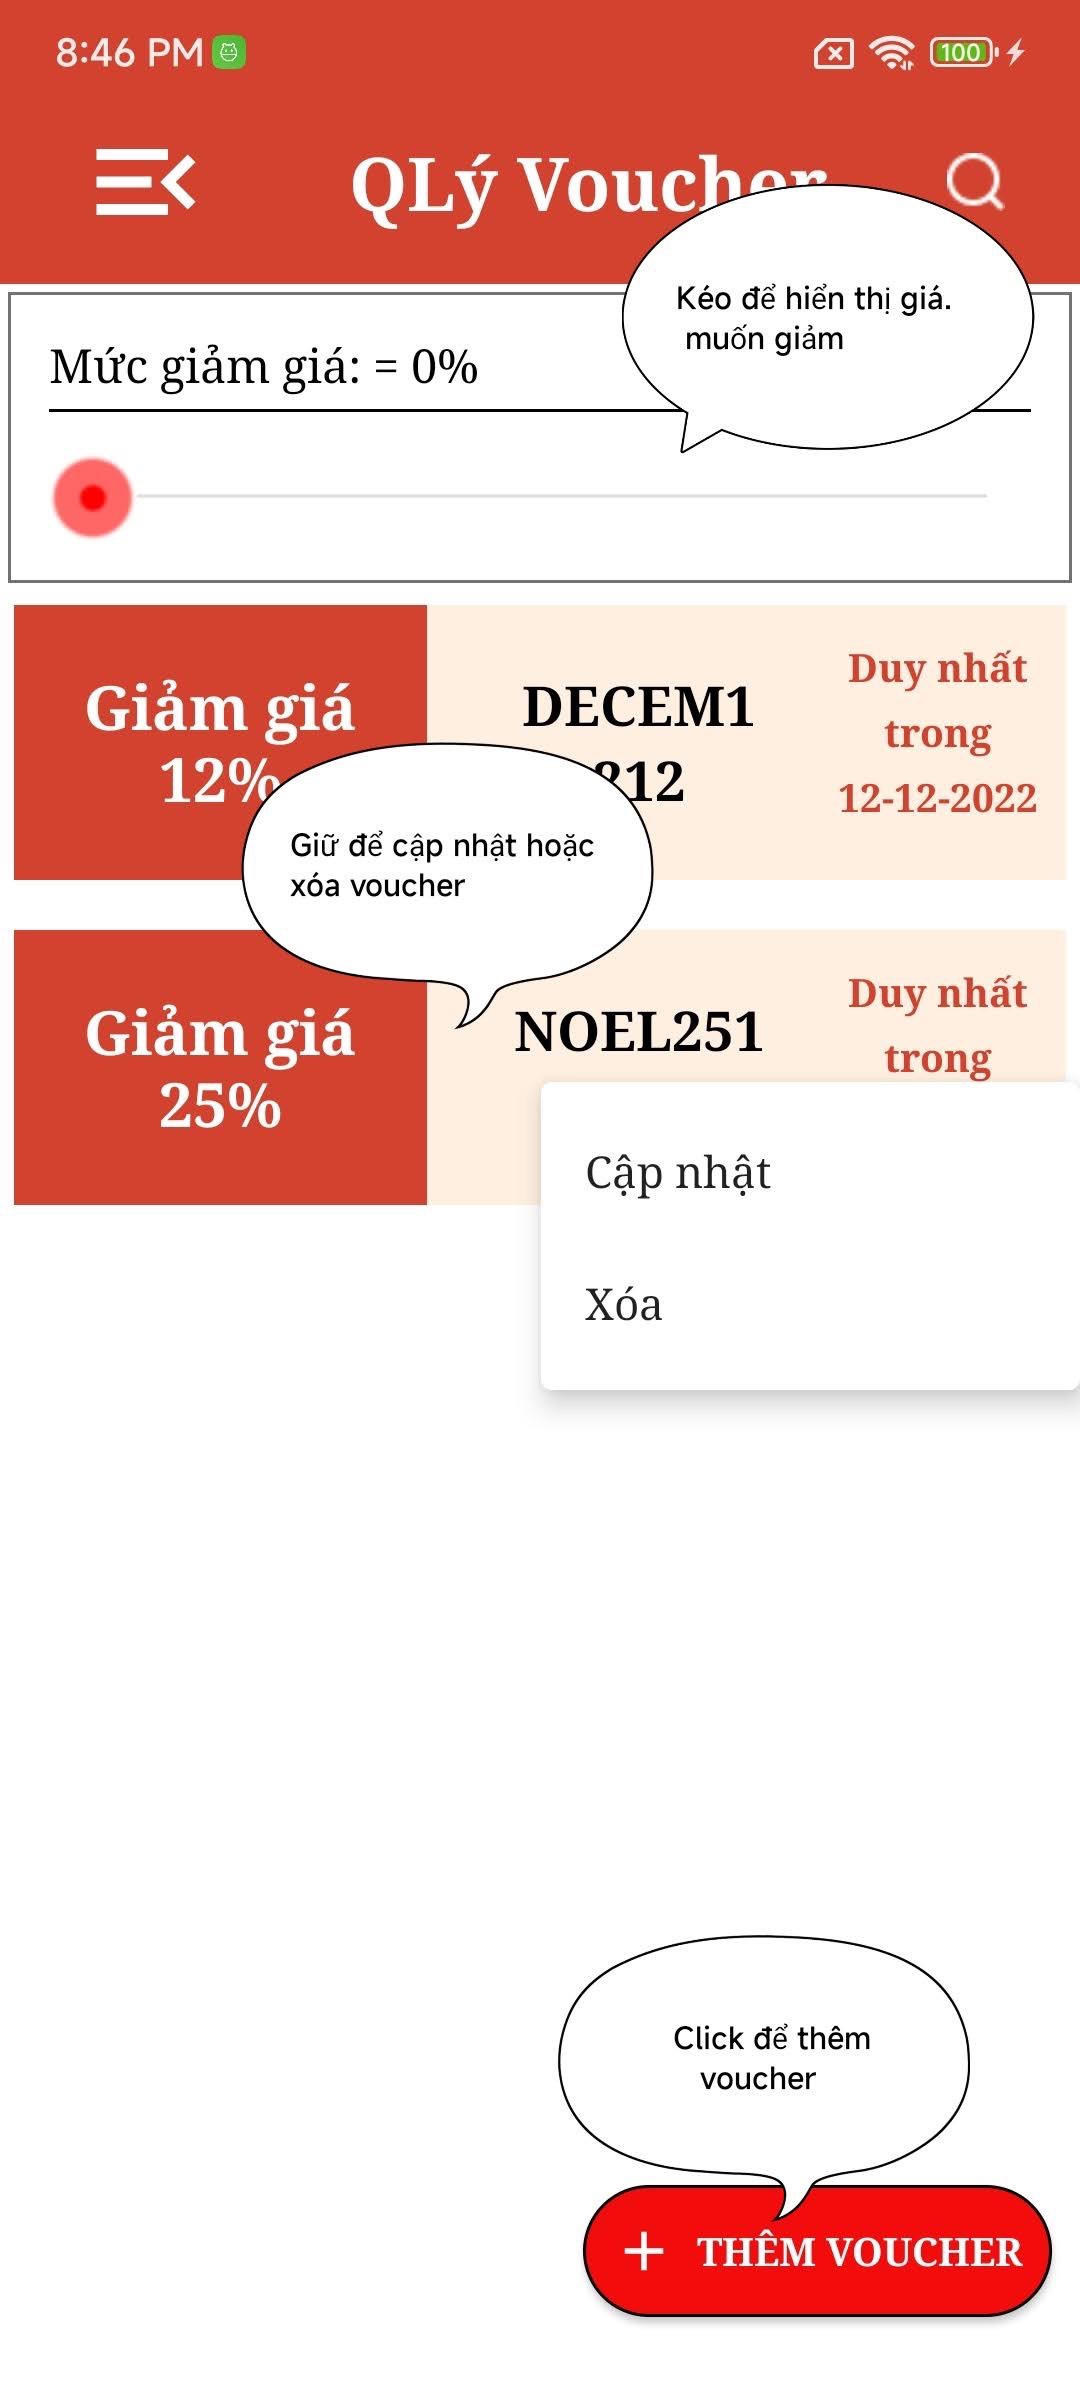 8:46 PM
100
QLý Voucher
Kéo để hiển thị giá.
muốn giảm
Mức giảm giá: = 0%
Giảm giá
12%
DECEM1
212
Duy nhất
trong
12-12-2022
Giữ để cập nhật hoặc
xóa voucher
Giảm giá
25%
NOEL251
Duy nhất
trong
Cập nhật
Xóa
Click để thêm
voucher
+ THÊM VOUCHER